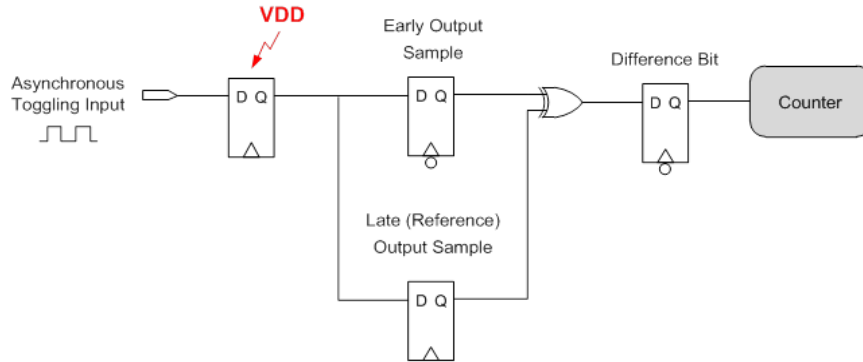 VDD
Early Output
Sample
Asynchronous
Toggling Input
D Q
D Q
Difference Bit
D Q
Counter
Late (Reference)
Output Sample
D Q